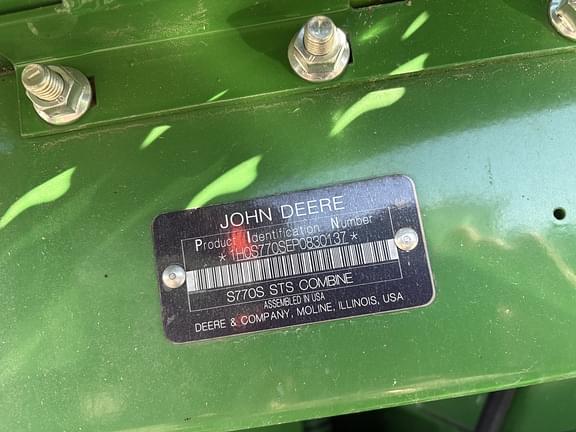 JOHN DEERE
Product Identification Number
*1H0S770SEP0830137*
S770S STS COMBINE
ASSEMBLED IN USA
DEERE & COMPANY, MOLINE, ILLINOIS, USA